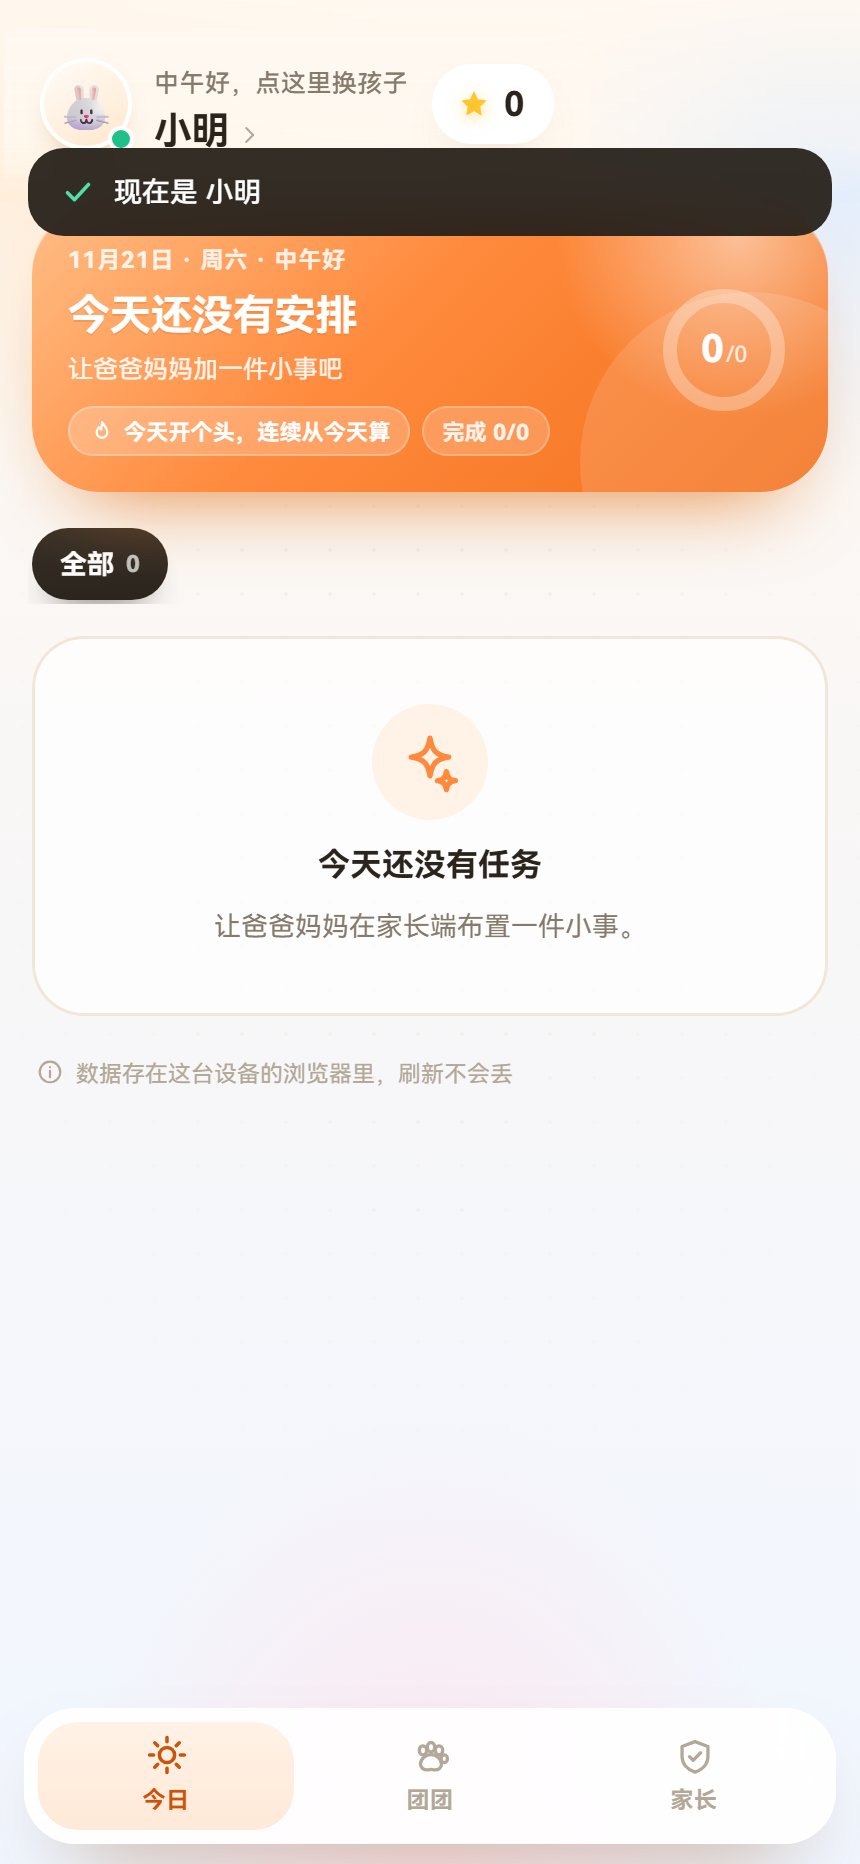 中午好，点这里换孩子
小明
0
现在是 小明
11月21日 · 周六 · 中午好
今天还没有安排
让爸爸妈妈加一件小事吧
0/0
今天开个头，连续从今天算
完成 0/0
全部 0
今天还没有任务
让爸爸妈妈在家长端布置一件小事。
数据存在这台设备的浏览器里，刷新不会丢
今日
团团
家长